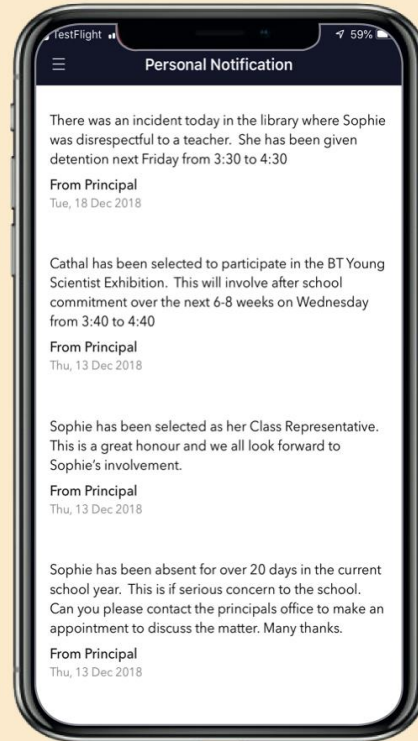 TestFlight
59%
Personal Notification
There was an incident today in the library where Sophie
was disrespectful to a teacher.  She has been given
detention next Friday from 3:30 to 4:30
From Principal
Tue, 18 Dec 2018
Cathal has been selected to participate in the BT Young
Scientist Exhibition.  This will involve after school
commitment over the next 6-8 weeks on Wednesday
from 3:40 to 4:40
From Principal
Thu, 13 Dec 2018
Sophie has been selected as her Class Representative.
This is a great honour and we all look forward to
Sophie’s involvement.
From Principal
Thu, 13 Dec 2018
Sophie has been absent for over 20 days in the current
school year.  This is if serious concern to the school.
Can you please contact the principals office to make an
appointment to discuss the matter. Many thanks.
From Principal
Thu, 13 Dec 2018